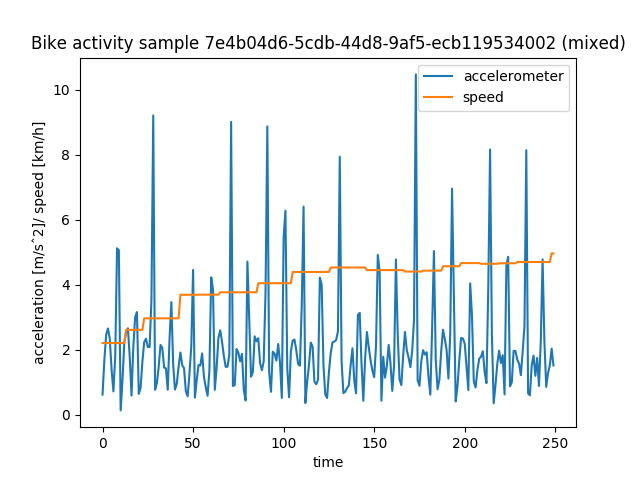 Bike activity sample 7e4b04d6-5cdb-44d8-9af5-ecb119534002 (mixed)
accelerometer
speed
acceleration [m/s^2]/ speed [km/h]
10
8
6
4
2
0
0 50 100 150 200 250
time